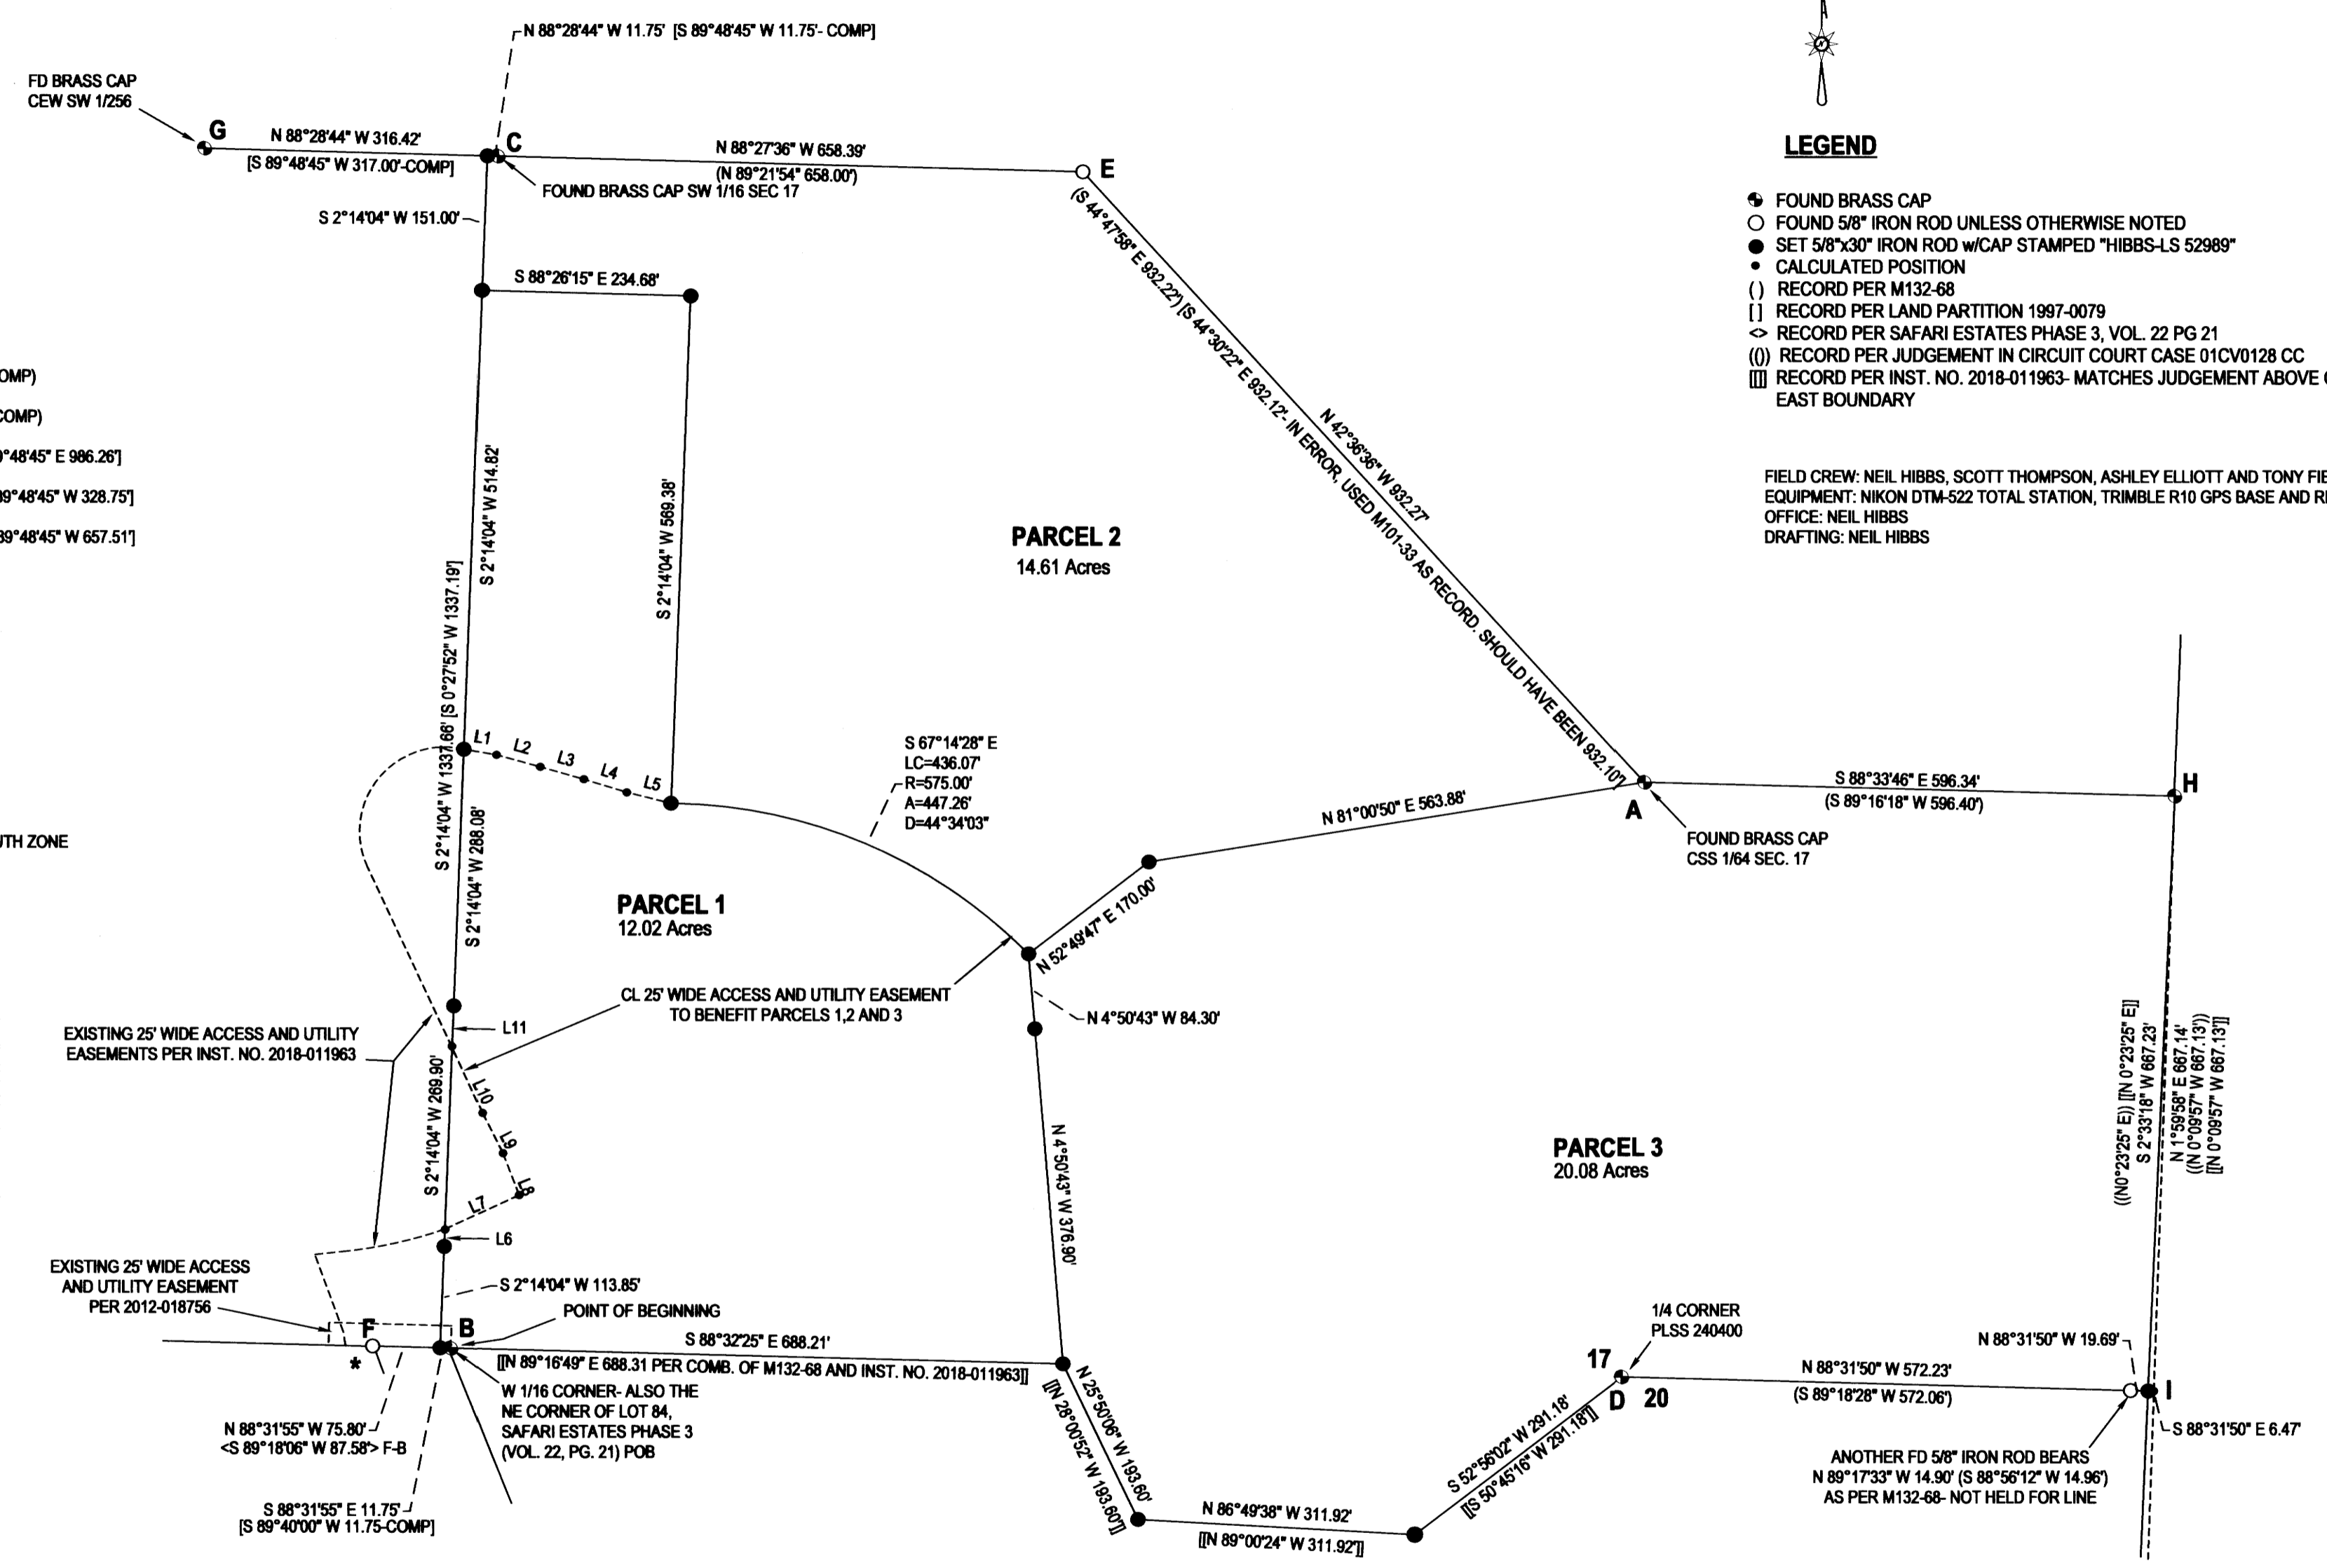 N 88°28'44" W 11.75' [S 89°48'45" W 11.75'- COMP]
FD BRASS CAP
CEW SW 1/256
G
N 88°28'44" W 316.42'
[S 89°48'45" W 317.00'-COMP]
C
N 88°27'36" W 658.39'
(N 89°21'54" 658.00')
E
FOUND BRASS CAP SW 1/16 SEC 17
S 2°14'04" W 151.00'
S 88°26'15" E 234.68'
(S 44°47'58" E 932.22') [S 44°30'22" E 932.12'- IN ERROR, USED M101-33 AS RECORD. SHOULD HAVE BEEN 932.10']
N 42°36'36" W 932.27'
LEGEND
FOUND BRASS CAP
FOUND 5/8" IRON ROD UNLESS OTHERWISE NOTED
SET 5/8"x30" IRON ROD w/CAP STAMPED "HIBBS-LS 52989"
CALCULATED POSITION
( ) RECORD PER M132-68
[ ] RECORD PER LAND PARTITION 1997-0079
<> RECORD PER SAFARI ESTATES PHASE 3, VOL. 22 PG 21
(()) RECORD PER JUDGEMENT IN CIRCUIT COURT CASE 01CV0128 CC
[[]] RECORD PER INST. NO. 2018-011963- MATCHES JUDGEMENT ABOVE
EAST BOUNDARY
FIELD CREW: NEIL HIBBS, SCOTT THOMPSON, ASHLEY ELLIOTT AND TONY
EQUIPMENT: NIKON DTM-522 TOTAL STATION, TRIMBLE R10 GPS BASE AND
OFFICE: NEIL HIBBS
DRAFTING: NEIL HIBBS
OMP)
COMP)
°48'45" E 986.26']
89°48'45" W 328.75']
89°48'45" W 657.51']
UTH ZONE
S 2°14'04" W 514.82'
S 2°14'04" W 569.38'
S 2°14'04" W 1337.66' [S 0°27'52" W 1337.19']
PARCEL 2
14.61 Acres
L1
L2
L3
L4
L5
S 67°14'28" E
LC=436.07'
R=575.00'
A=447.26'
D=44°34'03"
N 81°00'50" E 563.88'
A
S 88°33'46" E 596.34'
(S 89°16'18" W 596.40')
H
FOUND BRASS CAP
CSS 1/64 SEC. 17
S 2°14'04" W 288.08'
PARCEL 1
12.02 Acres
N 52°49'47" E 170.00'
CL 25' WIDE ACCESS AND UTILITY EASEMENT
TO BENEFIT PARCELS 1,2 AND 3
N 4°50'43" W 84.30'
EXISTING 25' WIDE ACCESS AND UTILITY
EASEMENTS PER INST. NO. 2018-011963
L11
L10
L9
L8
L7
L6
S 2°14'04" W 269.90'
N 4°50'43" W 376.90'
PARCEL 3
20.08 Acres
((N0°23'25" E)) [[N 0°23'25" E]]
S 2°33'18" W 667.23'
N 1°59'58" E 667.14'
((N 0°09'57" W 667.13'))
[[N 0°09'57" W 667.13']]
EXISTING 25' WIDE ACCESS
AND UTILITY EASEMENT
PER 2012-018756
S 2°14'04" W 113.85'
POINT OF BEGINNING
F
*
B
S 88°32'25" E 688.21'
[[N 89°16'49" E 688.31 PER COMB. OF M132-68 AND INST. NO. 2018-011963]]
W 1/16 CORNER- ALSO THE
NE CORNER OF LOT 84,
SAFARI ESTATES PHASE 3
(VOL. 22, PG. 21) POB
N 88°31'55" W 75.80'
<S 89°18'06" W 87.58'> F-B
S 88°31'55" E 11.75'
[S 89°40'00" W 11.75-COMP]
N 25°50'06" W 193.60'
[[N 28°00'52" W 193.60']]
N 86°49'38" W 311.92'
[[N 89°00'24" W 311.92']]
S 52°56'02" W 291.18'
[[S 50°45'16" W 291.18']]
1/4 CORNER
PLSS 240400
17
D
20
N 88°31'50" W 572.23'
(S 89°18'28" W 572.06')
N 88°31'50" W 19.69'
I
S 88°31'50" E 6.47'
ANOTHER FD 5/8" IRON ROD BEARS
N 89°17'33" W 14.90' (S 88°56'12" W 14.96')
AS PER M132-68- NOT HELD FOR LINE